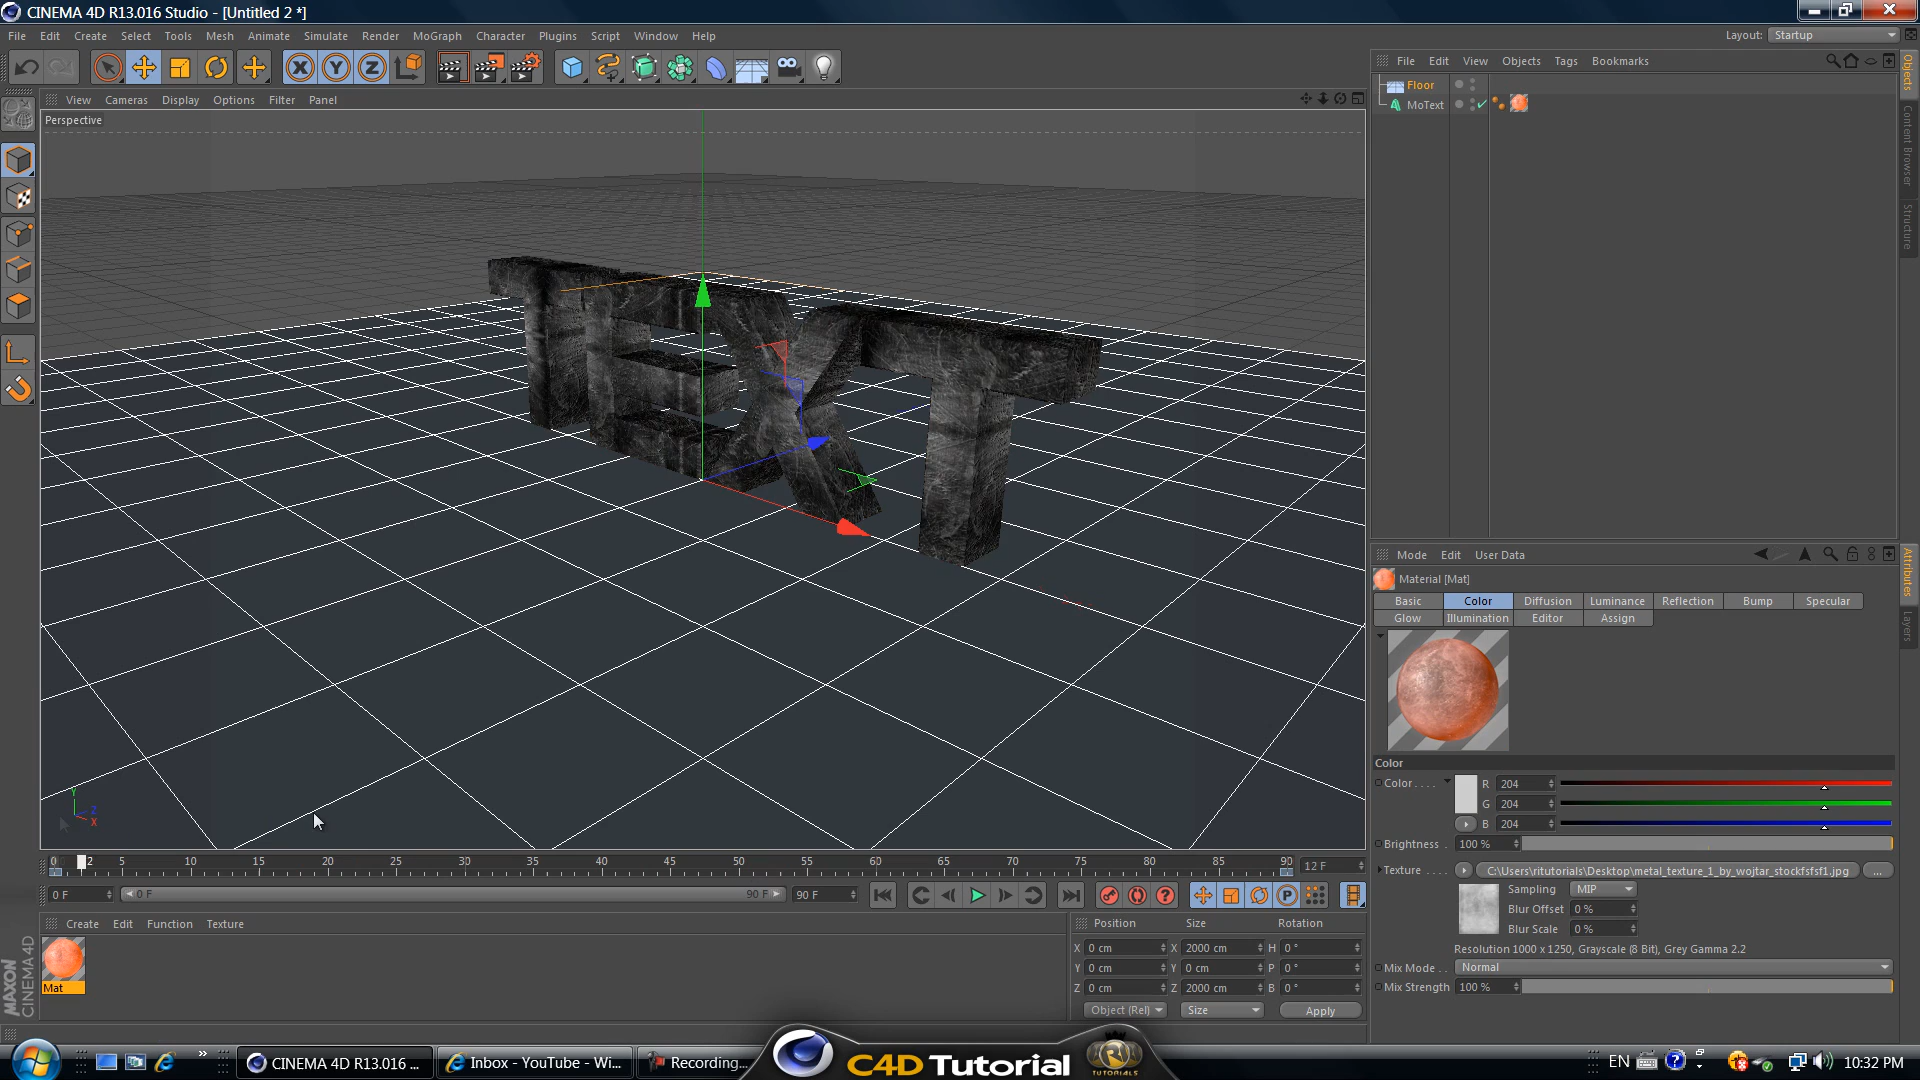 CINEMA 4D R13.016 Studio - [Untitled 2 *]
File Edit Create Select Tools Mesh Animate Simulate Render MoGraph Character Plugins Script Window Help
Layout: Startup
View Cameras Display Options Filter Panel
Perspective
File Edit View Objects Tags Bookmarks
Floor
MoText
Objects
Content Browser
Structure
TEXT
Mode Edit User Data
Material [Mat]
Basic Color Diffusion Luminance Reflection Bump Specular
Glow Illumination Editor Assign
Attributes
Layers
Color
Color . . . . R 204
G 204
B 204
Brightness . 100 %
Texture . . . . C:\Users\ritutorials\Desktop\metal_texture_1_by_wojtar_stockfsfsf1.jpg ...
Sampling MIP
Blur Offset 0 %
Blur Scale 0 %
Resolution 1000 x 1250, Grayscale (8 Bit), Grey Gamma 2.2
Mix Mode . . Normal
Mix Strength 100 %
Y
Z
X
0 2 5 10 15 20 25 30 35 40 45 50 55 60 65 70 75 80 85 90 12 F
0 F 0 F 90 F 90 F
Create Edit Function Texture
Mat
Position Size Rotation
X 0 cm X 2000 cm H 0 °
Y 0 cm Y 0 cm P 0 °
Z 0 cm Z 2000 cm B 0 °
Object (Rel) Size Apply
MAXON
CINEMA 4D
CINEMA 4D R13.016 ... Inbox - YouTube - Wi... Recording...
C4D Tutorial
R
TUTORIALS
EN 10:32 PM